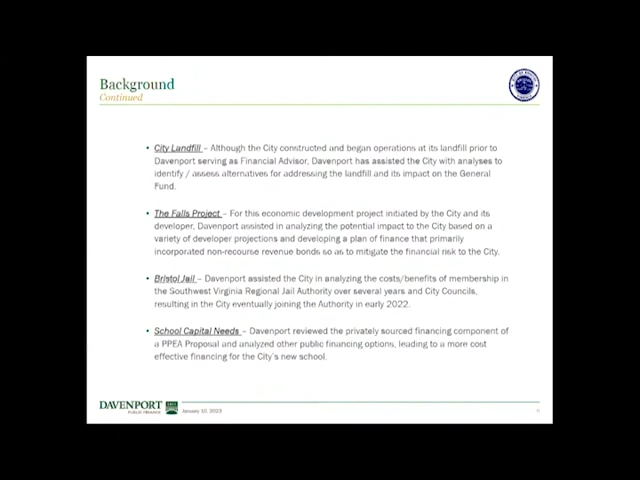 Background
Continued
• City Landfill – Although the City constructed and began operations at its landfill prior to
Davenport serving as Financial Advisor, Davenport has assisted the City with analyses to
identify / assess alternatives for addressing the landfill and its impact on the General
Fund.
• The Falls Project – For this economic development project initiated by the City and its
developer, Davenport assisted in analyzing the potential impact to the City based on a
variety of developer projections and developing a plan of finance that primarily
incorporated non-recourse revenue bonds so as to mitigate the financial risk to the City.
• Bristol Jail – Davenport assisted the City in analyzing the costs/benefits of membership in
the Southwest Virginia Regional Jail Authority over several years and City Councils,
resulting in the City eventually joining the Authority in early 2022.
• School Capital Needs – Davenport reviewed the privately sourced financing component of
a PPEA Proposal and analyzed other public financing options, leading to a more cost
effective financing for the City's new school.
DAVENPORT
PUBLIC FINANCE
January 10, 2023